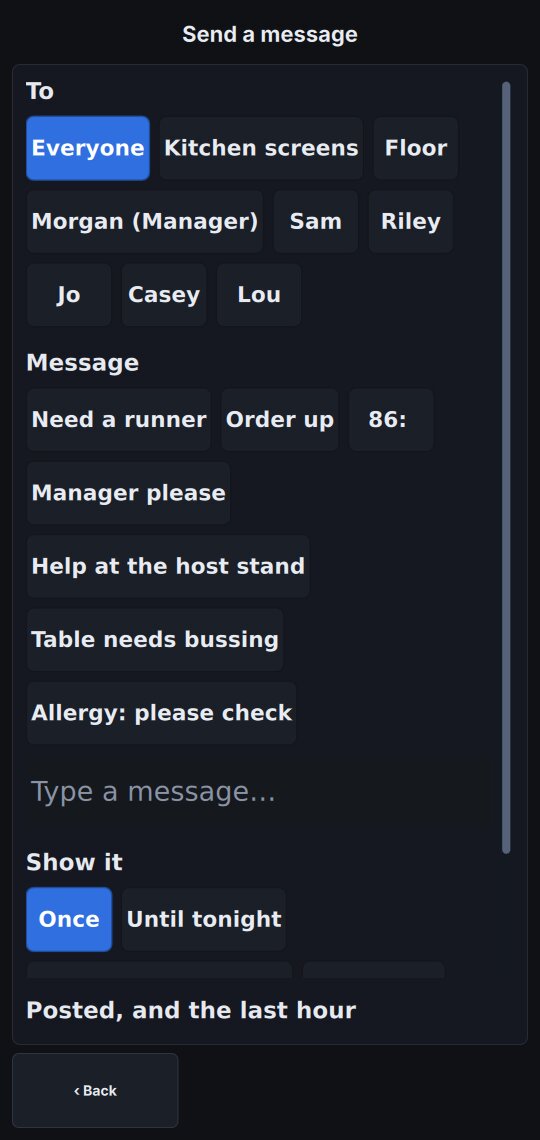 Send a message
To
Everyone Kitchen screens Floor
Morgan (Manager) Sam Riley
Jo Casey Lou
Message
Need a runner Order up 86:
Manager please
Help at the host stand
Table needs bussing
Allergy: please check
Type a message...
Show it
Once Until tonight
Posted, and the last hour
‹ Back